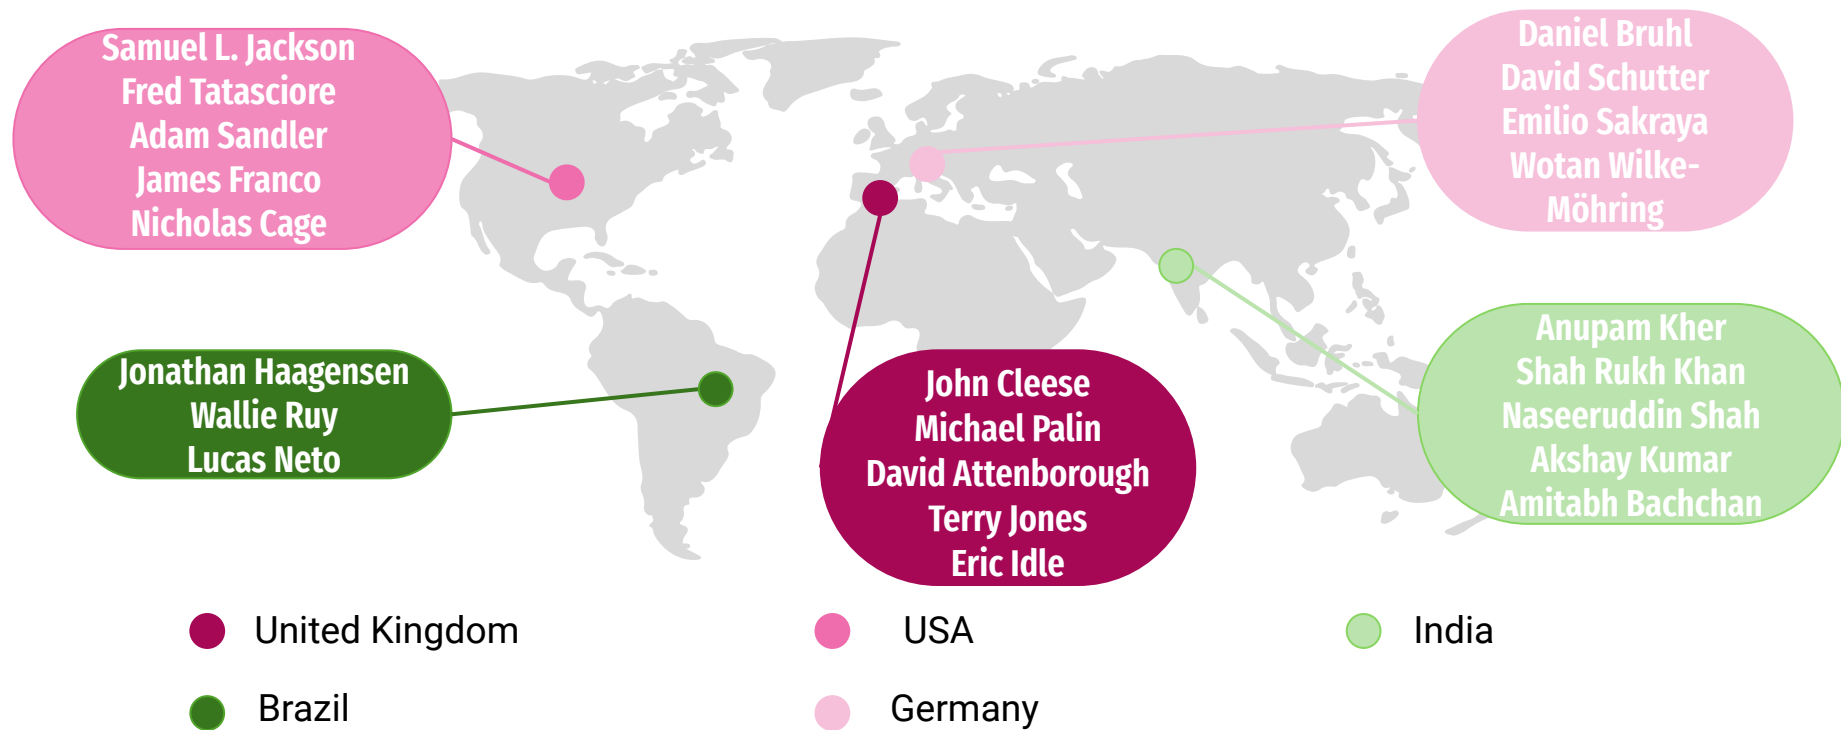 Samuel L. Jackson
Fred Tatasciore
Adam Sandler
James Franco
Nicholas Cage
Daniel Bruhl
David Schutter
Emilio Sakraya
Wotan Wilke-
Möhring
Jonathan Haagensen
Wallie Ruy
Lucas Neto
John Cleese
Michael Palin
David Attenborough
Terry Jones
Eric Idle
Anupam Kher
Shah Rukh Khan
Naseeruddin Shah
Akshay Kumar
Amitabh Bachchan
United Kingdom
USA
India
Brazil
Germany